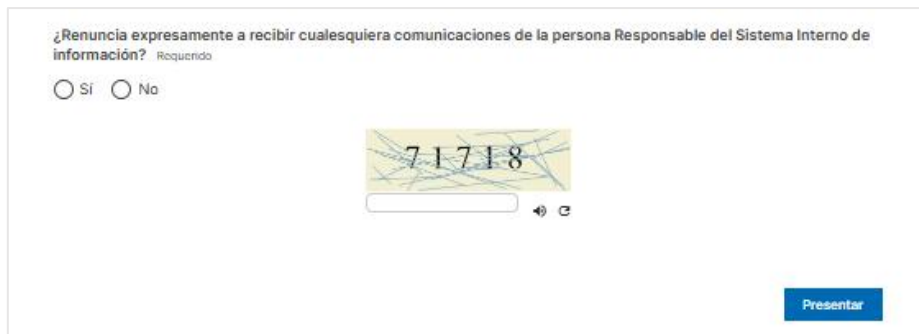 ¿Renuncia expresamente a recibir cualesquiera comunicaciones de la persona Responsable del Sistema Interno de
información? Requerido
Sí No
71718
Presentar